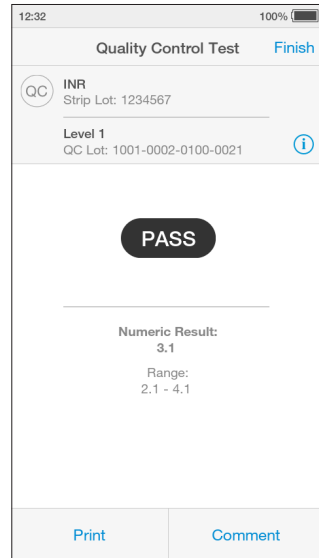 12:32 100%
Quality Control Test Finish
QC INR
Strip Lot: 1234567
Level 1
QC Lot: 1001-0002-0100-0021
i
PASS
Numeric Result:
3.1
Range:
2.1 - 4.1
Print Comment